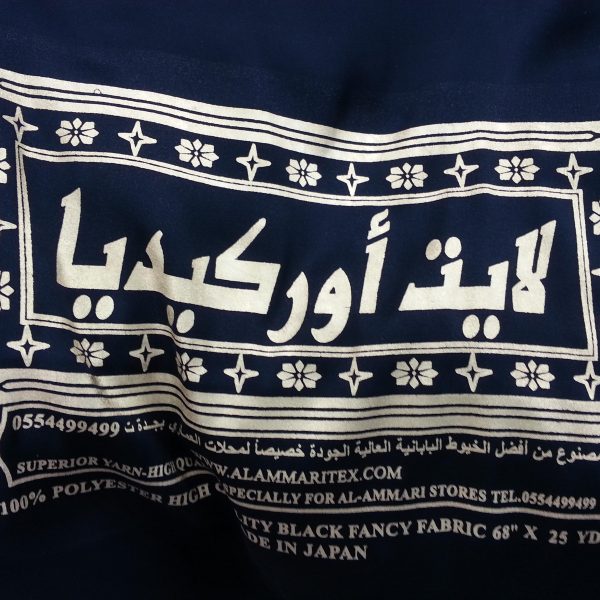 لايت أوركيديا
مصنوع من أفضل الخيوط اليابانية العالية الجودة خصيصاً لمحلات العماري بجدة ت 0554499499
WWW.ALAMMARITEX.COM
SUPERIOR YARN-HIGH QU SPECIALLY FOR AL-AMMARI STORES TEL.0554499499
100% POLYESTER HIGH LITY BLACK FANCY FABRIC 68" X 25 YD
DE IN JAPAN